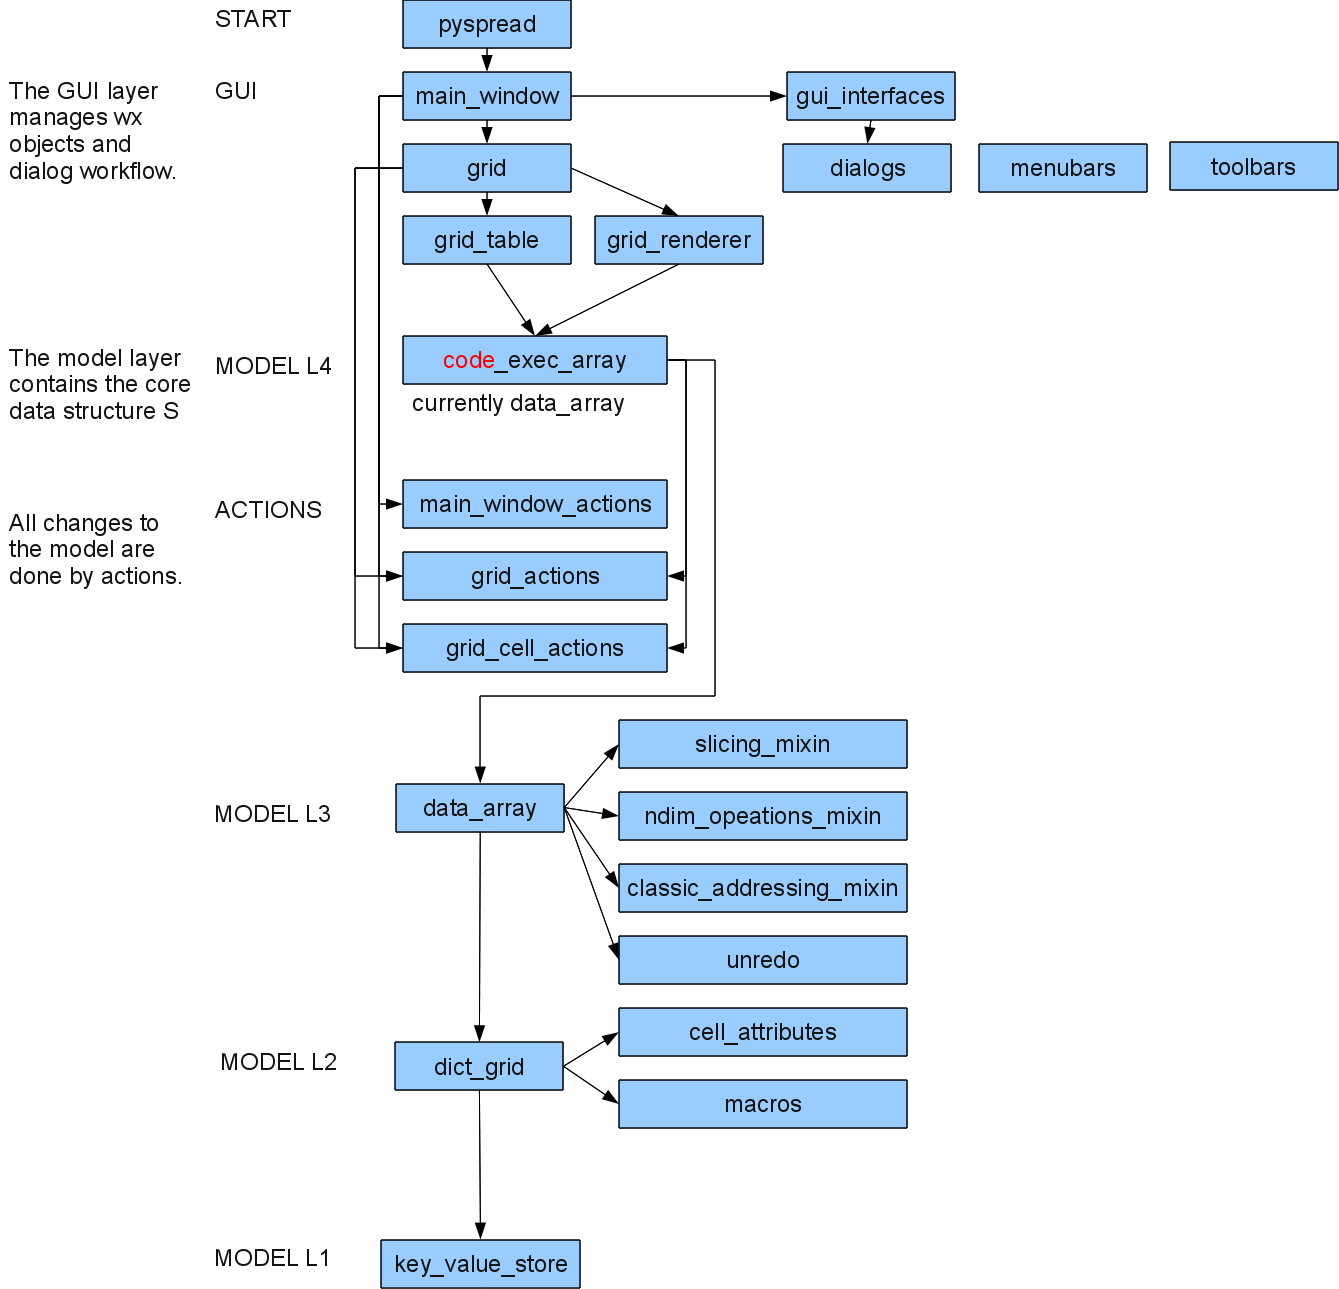 START
pyspread
The GUI layer
manages wx
objects and
dialog workflow.
GUI
main_window
gui_interfaces
grid
dialogs
menubars
toolbars
grid_table
grid_renderer
The model layer
contains the core
data structure S
MODEL L4
code_exec_array
currently data_array
All changes to
the model are
done by actions.
ACTIONS
main_window_actions
grid_actions
grid_cell_actions
slicing_mixin
MODEL L3
data_array
ndim_opeations_mixin
classic_addressing_mixin
unredo
cell_attributes
MODEL L2
dict_grid
macros
MODEL L1
key_value_store